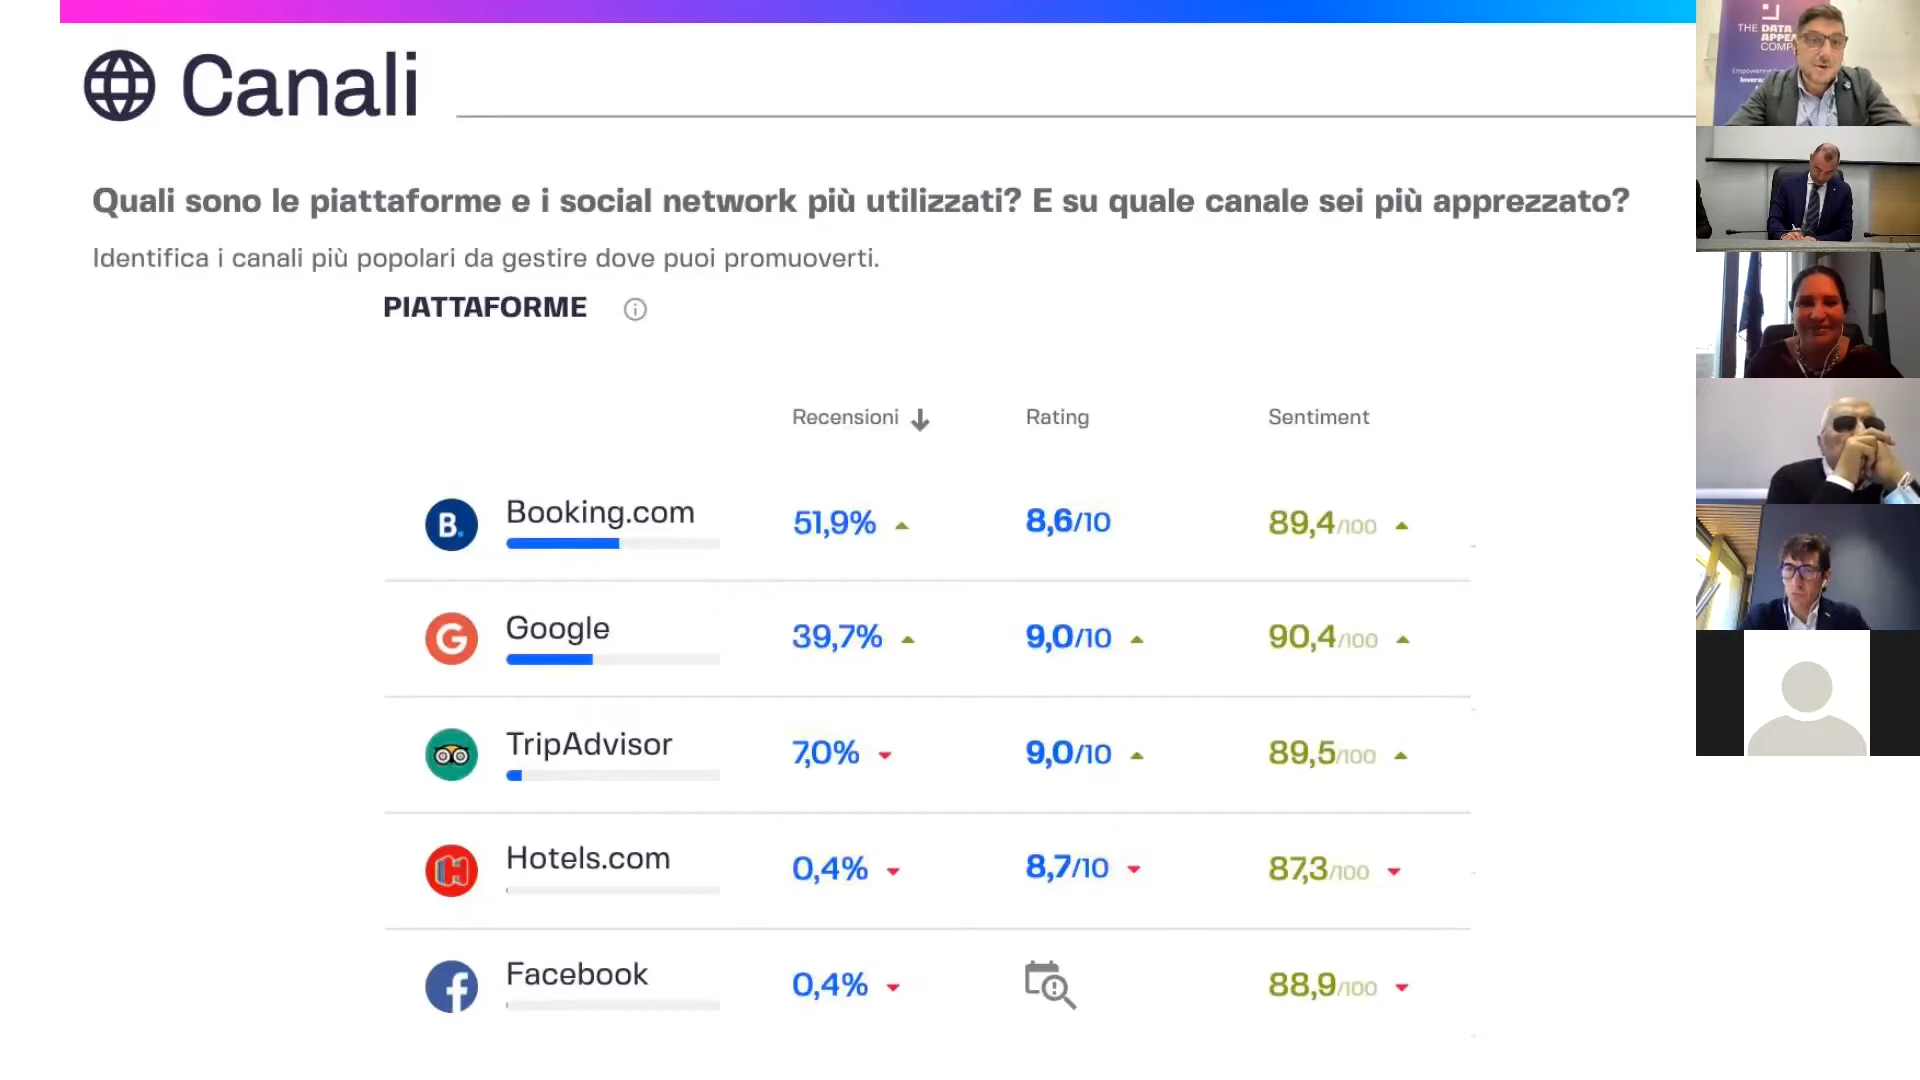 Canali
Quali sono le piattaforme e i social network più utilizzati? E su quale canale sei più apprezzato?
Identifica i canali più popolari da gestire dove puoi promuoverti.
PIATTAFORME
Recensioni Rating Sentiment
B. Booking.com 51,9% 8,6/10 89,4/100
G Google 39,7% 9,0/10 90,4/100
TripAdvisor 7,0% 9,0/10 89,5/100
H Hotels.com 0,4% 8,7/10 87,3/100
f Facebook 0,4% 88,9/100
THE DATA